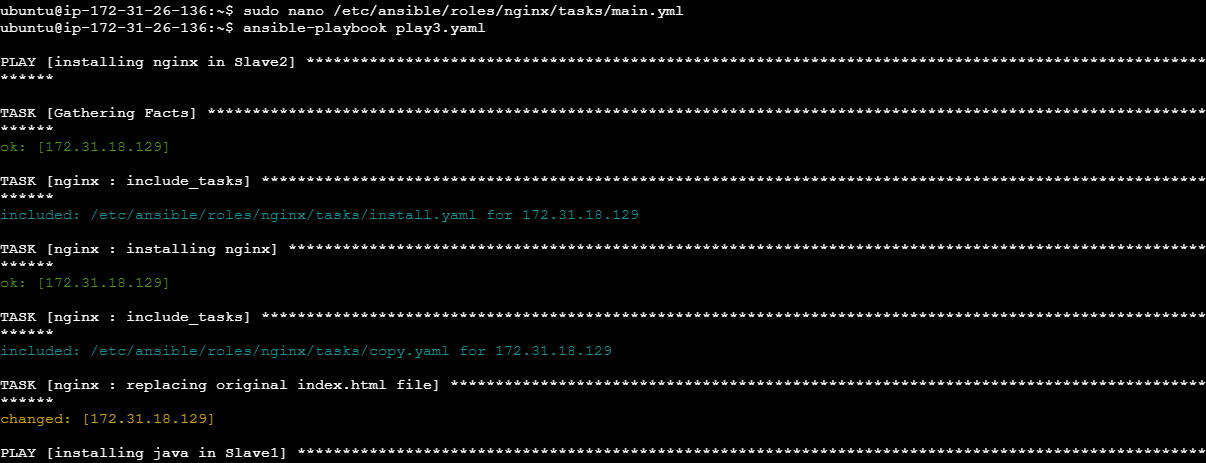 ubuntu@ip-172-31-26-136:~$ sudo nano /etc/ansible/roles/nginx/tasks/main.yml
ubuntu@ip-172-31-26-136:~$ ansible-playbook play3.yaml
PLAY [installing nginx in Slave2] ****************************************************************************************************
******
TASK [Gathering Facts] ***************************************************************************************************************
******
ok: [172.31.18.129]
TASK [nginx : include_tasks] *********************************************************************************************************
******
included: /etc/ansible/roles/nginx/tasks/install.yaml for 172.31.18.129
TASK [nginx : installing nginx] ******************************************************************************************************
******
ok: [172.31.18.129]
TASK [nginx : include_tasks] *********************************************************************************************************
******
included: /etc/ansible/roles/nginx/tasks/copy.yaml for 172.31.18.129
TASK [nginx : replacing original index.html file] ************************************************************************************
******
changed: [172.31.18.129]
PLAY [installing java in Slave1] *****************************************************************************************************